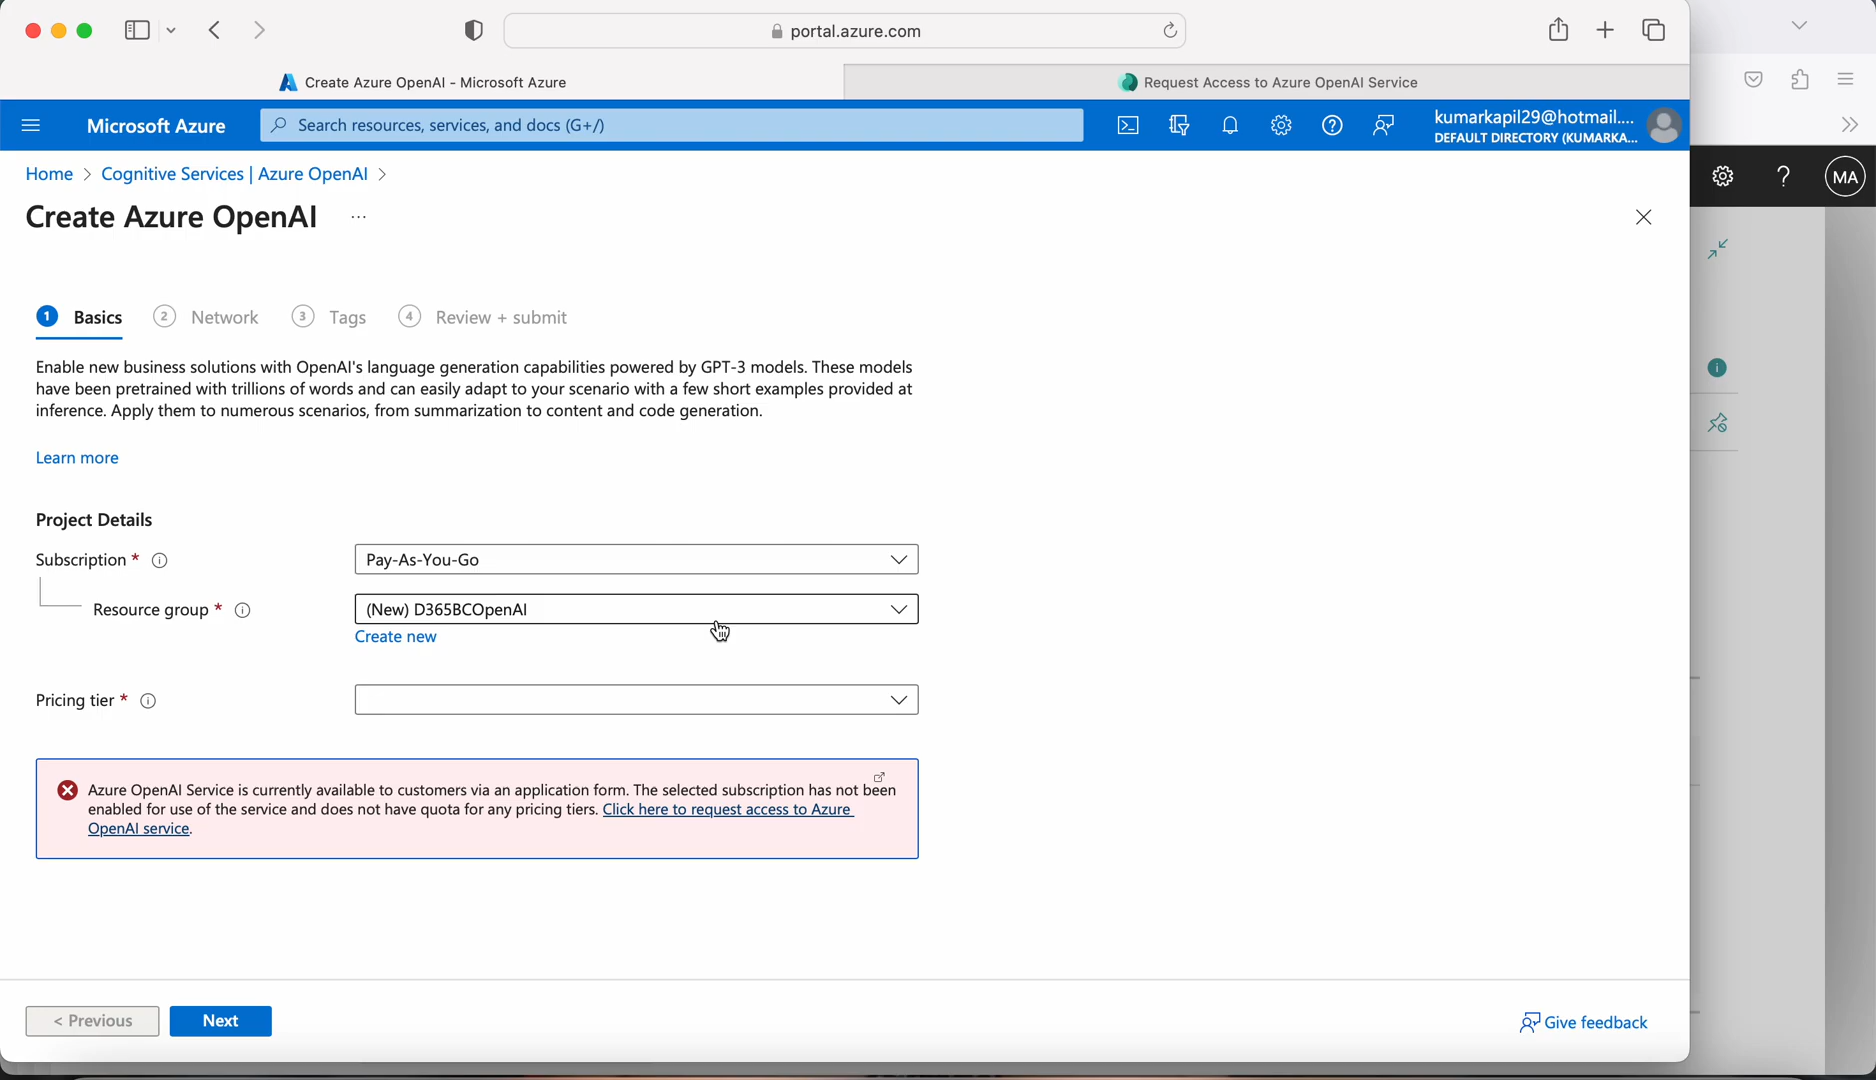 portal.azure.com
Create Azure OpenAI - Microsoft Azure
Request Access to Azure OpenAI Service
Microsoft Azure
Search resources, services, and docs (G+/)
kumarkapil29@hotmail....
DEFAULT DIRECTORY (KUMARKA...
MA
Home > Cognitive Services | Azure OpenAI >
Create Azure OpenAI ...
1 Basics 2 Network 3 Tags 4 Review + submit
Enable new business solutions with OpenAI's language generation capabilities powered by GPT-3 models. These models
have been pretrained with trillions of words and can easily adapt to your scenario with a few short examples provided at
inference. Apply them to numerous scenarios, from summarization to content and code generation.
Learn more
Project Details
Subscription * Pay-As-You-Go
Resource group * (New) D365BCOpenAI
Create new
Pricing tier *
Azure OpenAI Service is currently available to customers via an application form. The selected subscription has not been
enabled for use of the service and does not have quota for any pricing tiers. Click here to request access to Azure
OpenAI service.
< Previous Next
Give feedback